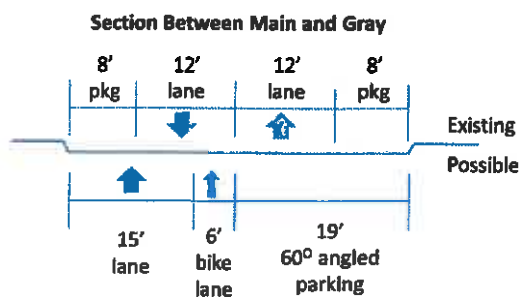 Section Between Main and Gray
8' 12' 12' 8'
pkg lane lane pkg
Existing
Possible
15' 6' 19'
lane bike 60⁰ angled
lane parking